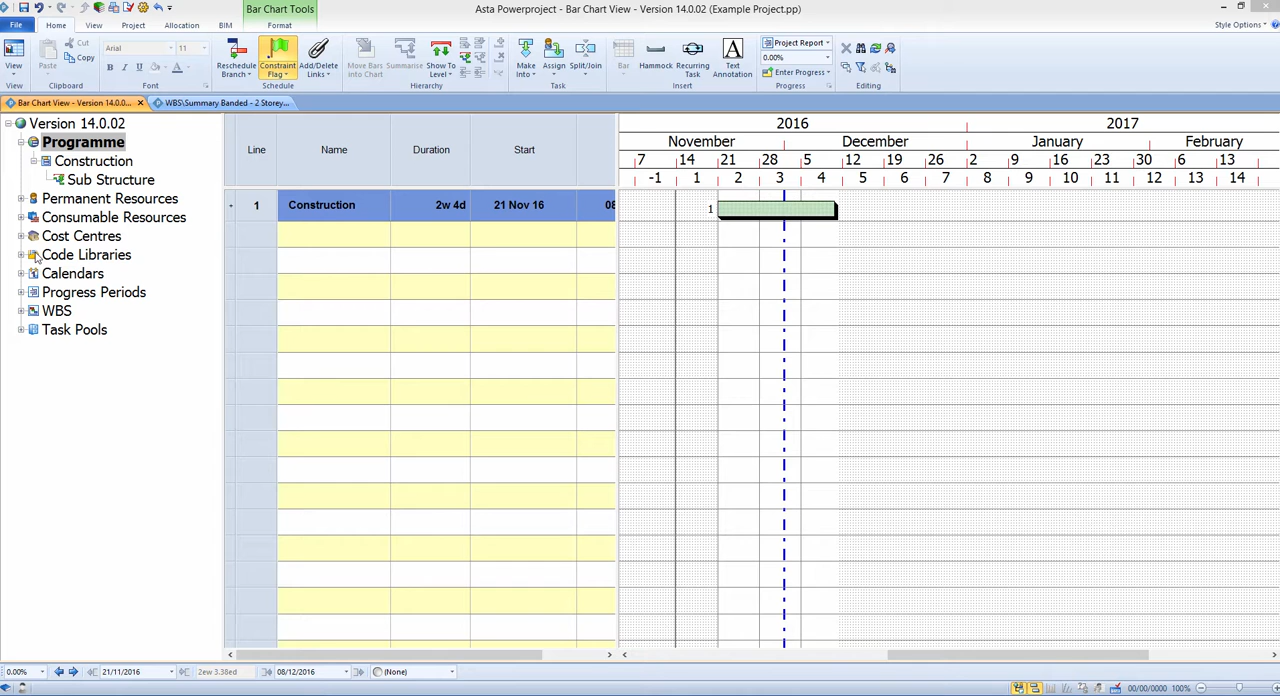 Bar Chart Tools
Asta Powerproject - Bar Chart View - Version 14.0.02 (Example Project.pp)
File Home View Project Allocation BIM Format Style Options
View Paste Cut Copy Arial 11
Reschedule Branch Constraint Flag Add/Delete Links Move Bars into Chart Summarise Show To Level Make Into Assign Split/Join Bar Hammock Recurring Task Text Annotation Project Report 0.00% Enter Progress
View Clipboard Font Schedule Hierarchy Task Insert Progress Editing
Bar Chart View - Version 14.0.0... WBS\Summary Banded - 2 Storey...
Version 14.0.02
Programme
Construction
Sub Structure
Permanent Resources
Consumable Resources
Cost Centres
Code Libraries
Calendars
Progress Periods
WBS
Task Pools
Line Name Duration Start
2016 2017
November December January February
7 14 21 28 5 12 19 26 2 9 16 23 30 6 13
-1 1 2 3 4 5 6 7 8 9 10 11 12 13 14
1 Construction 2w 4d 21 Nov 16 08
1
0.00% 21/11/2016 2ew 3.38ed 08/12/2016 (None)
00/00/0000 100%